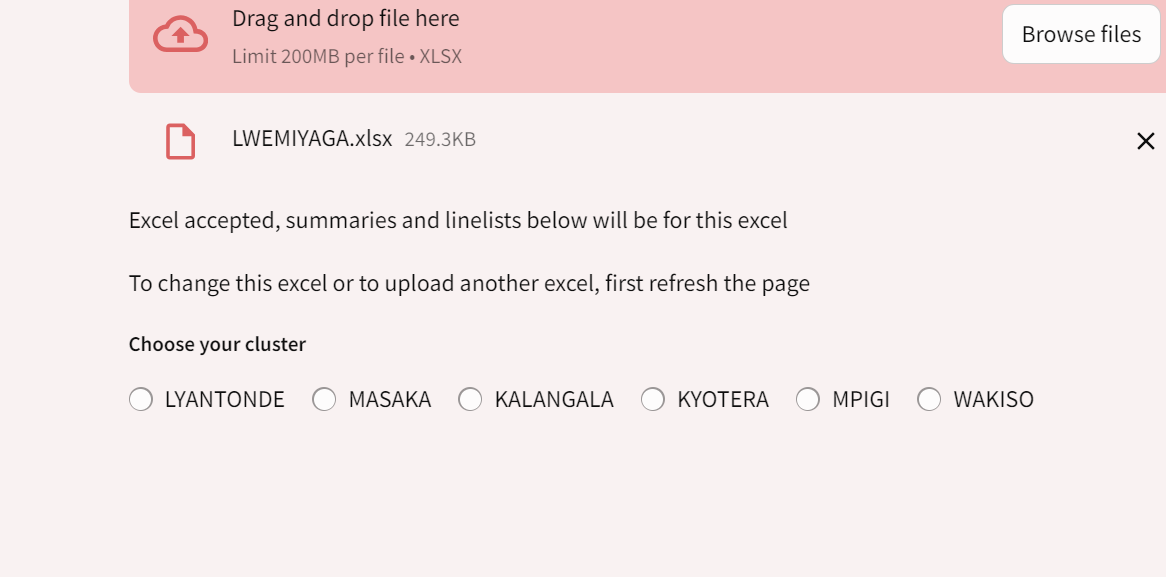 Drag and drop file here
Limit 200MB per file • XLSX
Browse files
LWEMIYAGA.xlsx 249.3KB
Excel accepted, summaries and linelists below will be for this excel
To change this excel or to upload another excel, first refresh the page
Choose your cluster
LYANTONDE MASAKA KALANGALA KYOTERA MPIGI WAKISO